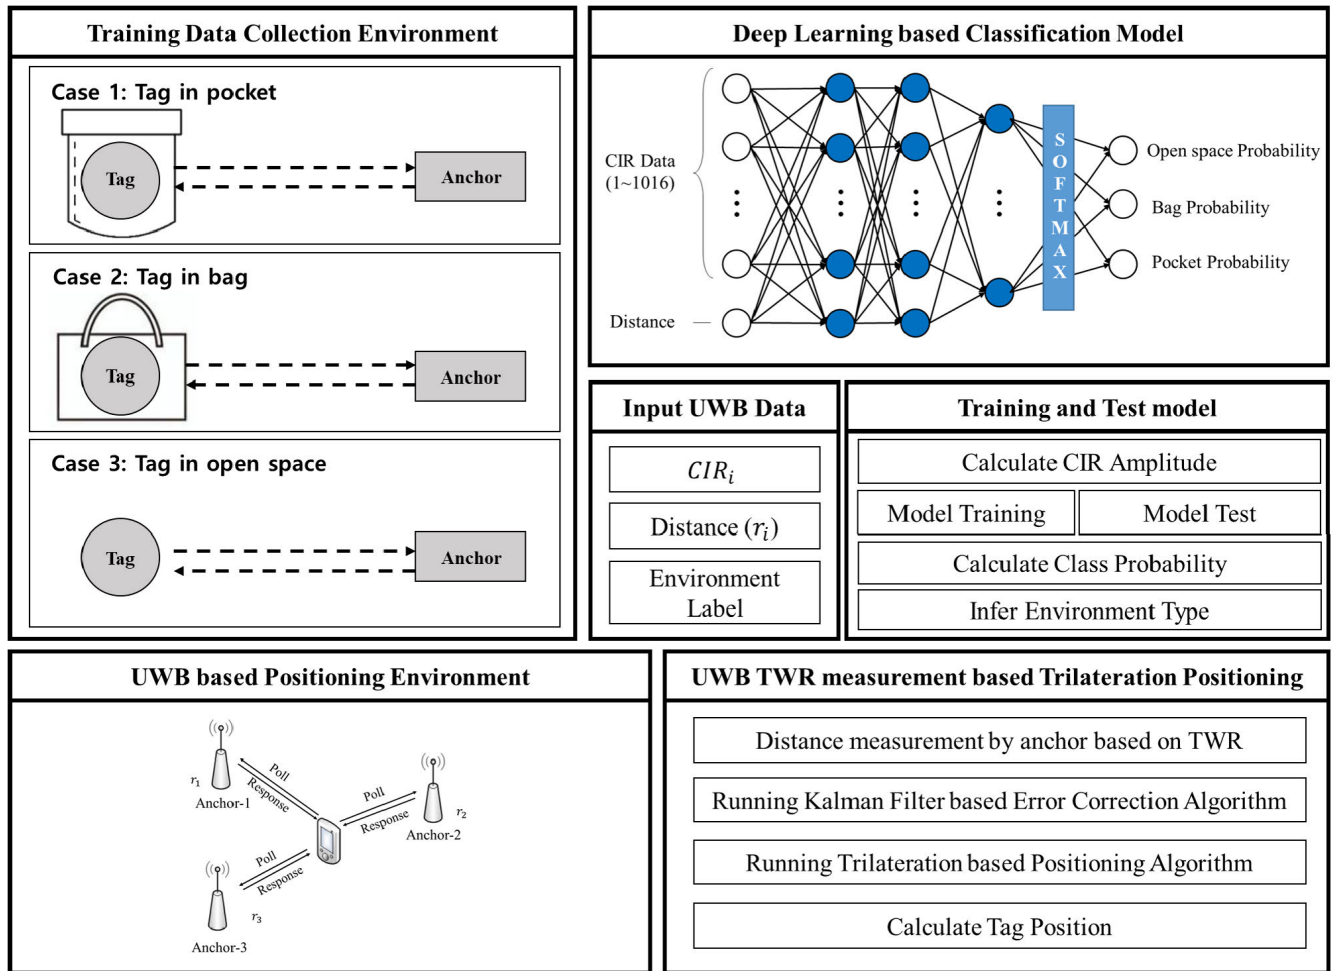 Training Data Collection Environment
Case 1: Tag in pocket
Tag
Anchor
Case 2: Tag in bag
Tag
Anchor
Case 3: Tag in open space
Tag
Anchor
Deep Learning based Classification Model
CIR Data
(1~1016)
Distance
S
O
F
T
M
A
X
Open space Probability
Bag Probability
Pocket Probability
Input UWB Data
CIRᵢ
Distance (rᵢ)
Environment
Label
Training and Test model
Calculate CIR Amplitude
Model Training
Model Test
Calculate Class Probability
Infer Environment Type
UWB based Positioning Environment
r₁
Anchor-1
Poll
Response
Poll
Response
r₂
Anchor-2
Poll
Response
r₃
Anchor-3
UWB TWR measurement based Trilateration Positioning
Distance measurement by anchor based on TWR
Running Kalman Filter based Error Correction Algorithm
Running Trilateration based Positioning Algorithm
Calculate Tag Position